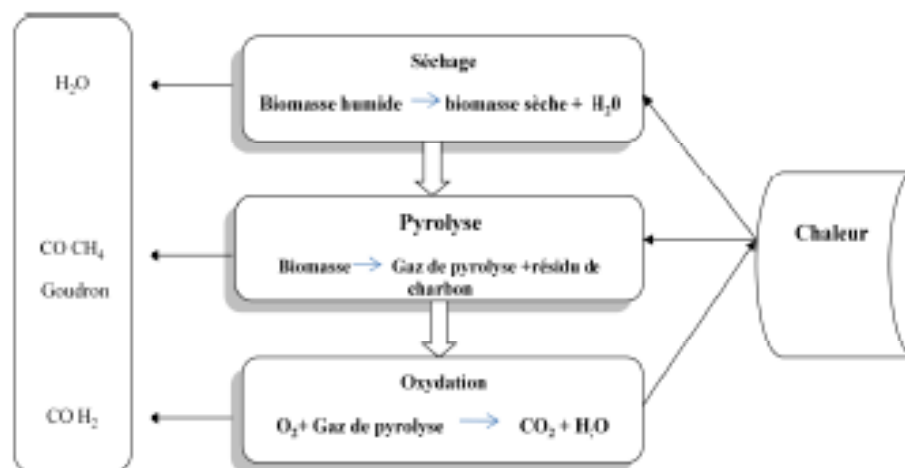 H₂O
CO CH₄
Goudron
CO H₂
Séchage
Biomasse humide → biomasse sèche + H₂0
Pyrolyse
Biomasse → Gaz de pyrolyse +résidu de
charbon
Oxydation
O₂+ Gaz de pyrolyse → CO₂ + H₂O
Chaleur